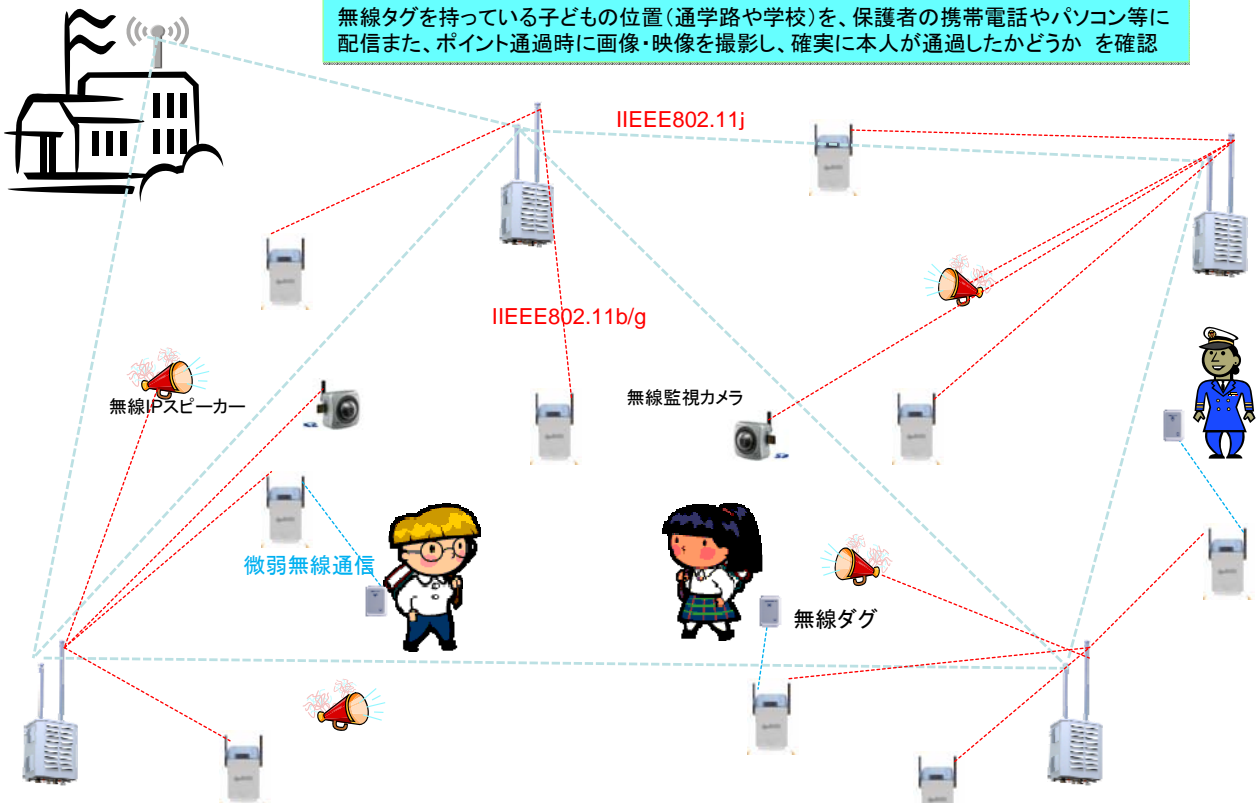 無線タグを持っている子どもの位置(通学路や学校)を、保護者の携帯電話やパソコン等に
配信また、ポイント通過時に画像・映像を撮影し、確実に本人が通過したかどうか を確認
IIEEE802.11j
IIEEE802.11b/g
無線IPスピーカー
無線監視カメラ
微弱無線通信
無線ダグ